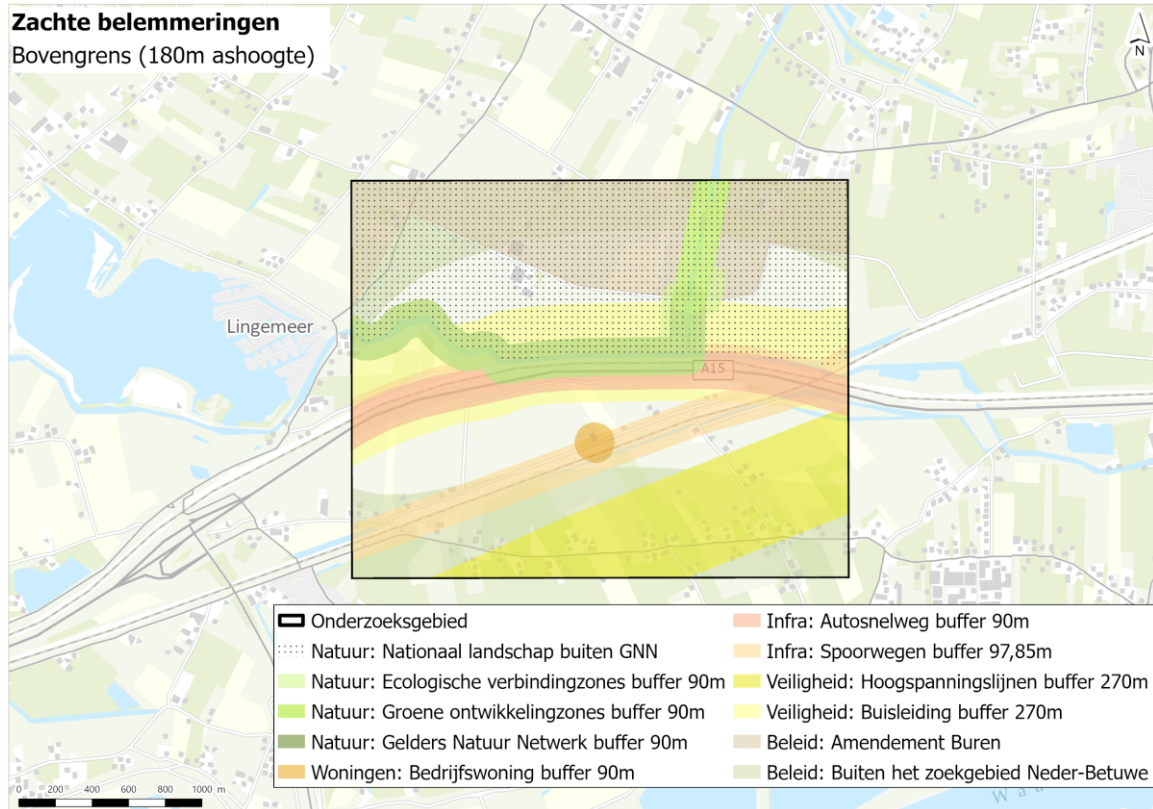 Zachte belemmeringen
Bovengrens (180m ashoogte)
N
Lingemeer
A15
Onderzoeksgebied
Natuur: Nationaal landschap buiten GNN
Natuur: Ecologische verbindingzones buffer 90m
Natuur: Groene ontwikkelingzones buffer 90m
Natuur: Gelders Natuur Netwerk buffer 90m
Woningen: Bedrijfswoning buffer 90m
Infra: Autosnelweg buffer 90m
Infra: Spoorwegen buffer 97,85m
Veiligheid: Hoogspanningslijnen buffer 270m
Veiligheid: Buisleiding buffer 270m
Beleid: Amendement Buren
Beleid: Buiten het zoekgebied Neder-Betuwe
0 200 400 600 800 1000 m